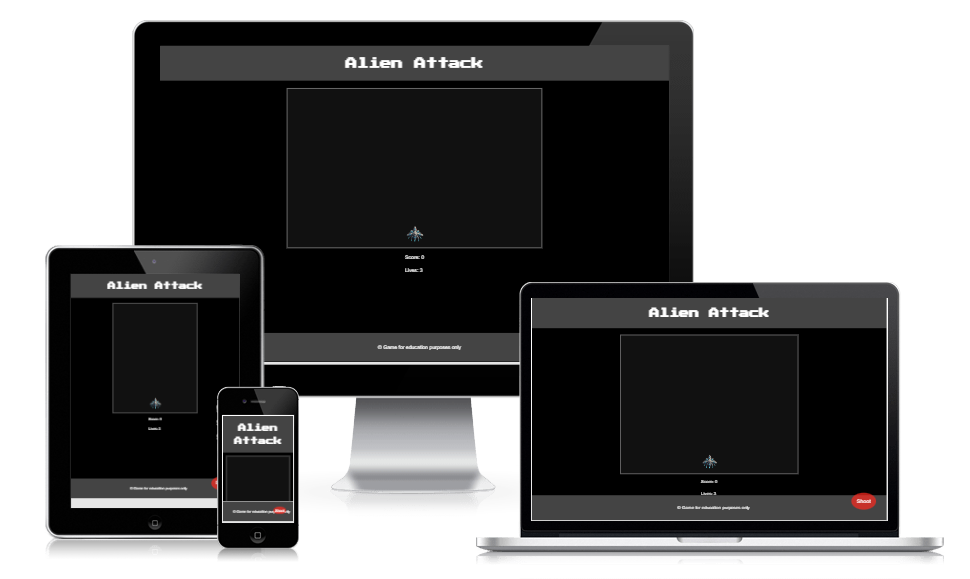 Alien Attack
Score: 0
Lives: 3
© Game for education purposes only
Alien Attack
Score: 0
Lives: 3
© Game for education purposes only
Alien
Attack
© Game for education purposes only
Shoot
Alien Attack
Score: 0
Lives: 3
© Game for education purposes only
Shoot